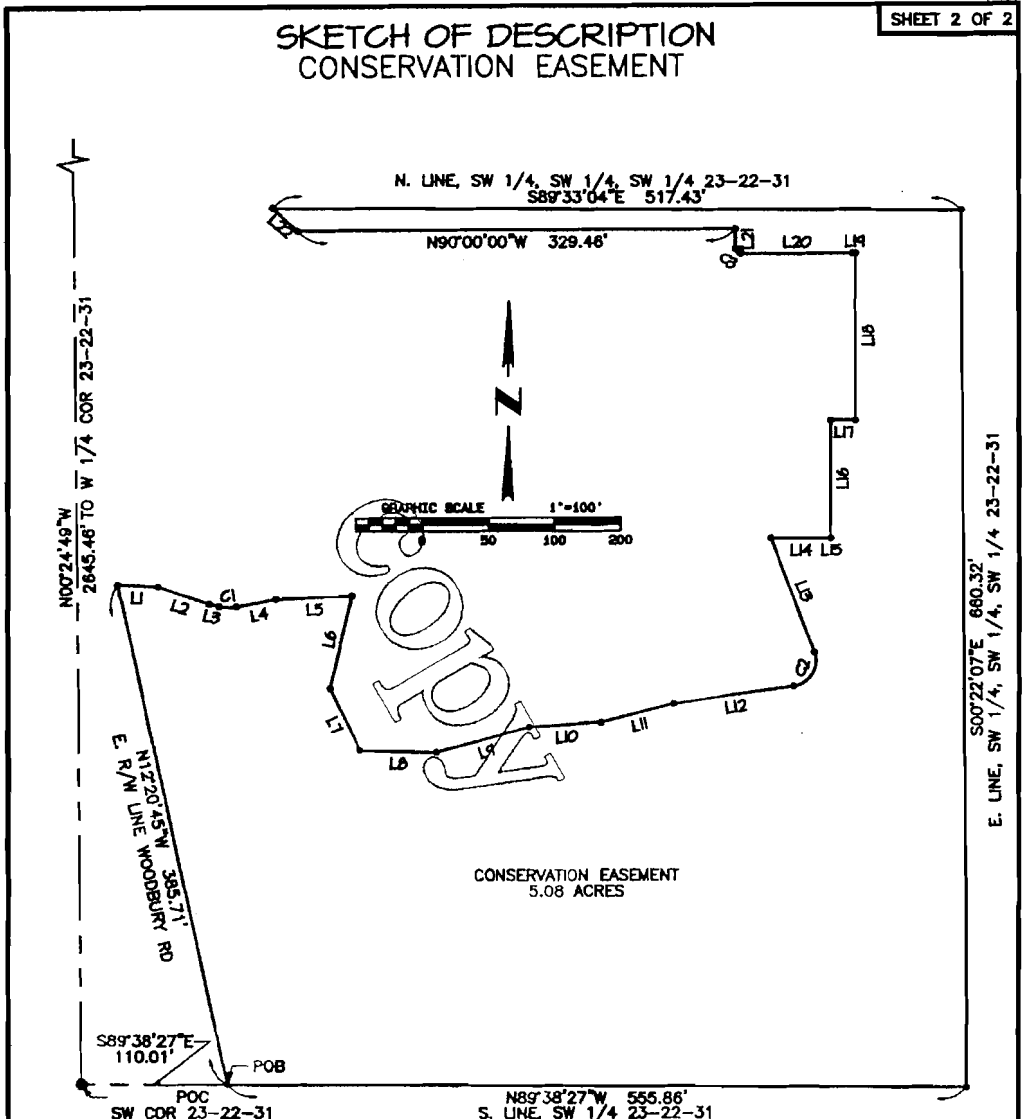 SHEET 2 OF 2
SKETCH OF DESCRIPTION
CONSERVATION EASEMENT
N. LINE, SW 1/4, SW 1/4, SW 1/4 23-22-31
S89°33'04"E 517.43'
L22
N90°00'00"W 329.46'
L21
C3
L20
L19
L18
L17
L16
L14
L15
L13
C2
N00°24'49"W
2645.46' TO W 1/4 COR 23-22-31
N
GRAPHIC SCALE 1"=100'
0 50 100 200
Copy
L1
L2
L3
C1
L4
L5
L6
L7
L8
L9
L10
L11
L12
S00°22'07"E 660.32'
E. LINE, SW 1/4, SW 1/4, SW 1/4 23-22-31
N12°20'45"W 385.71'
E. R/W LINE WOODBURY RD
CONSERVATION EASEMENT
5.08 ACRES
S89°38'27"E
110.01'
POB
POC
SW COR 23-22-31
N89°38'27"W 555.86'
S. LINE, SW 1/4 23-22-31